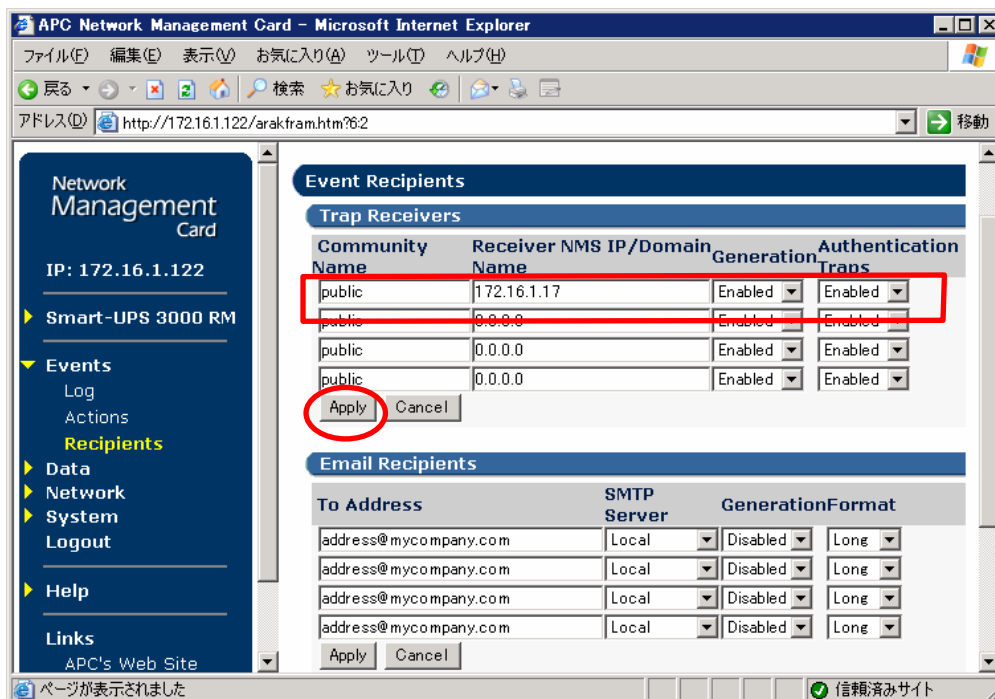 APC Network Management Card - Microsoft Internet Explorer
ファイル(F) 編集(E) 表示(V) お気に入り(A) ツール(T) ヘルプ(H)
戻る 検索 お気に入り
アドレス(D) http://172.16.1.122/arakfram.htm?6:2 移動
Network
Management
Card
IP: 172.16.1.122
Smart-UPS 3000 RM
Events
Log
Actions
Recipients
Data
Network
System
Logout
Help
Links
APC's Web Site
Event Recipients
Trap Receivers
Community Name Receiver NMS IP/Domain Name Generation Authentication Traps
public 172.16.1.17 Enabled Enabled
public 0.0.0.0 Enabled Enabled
public 0.0.0.0 Enabled Enabled
public 0.0.0.0 Enabled Enabled
Apply Cancel
Email Recipients
To Address SMTP Server Generation Format
address@mycompany.com Local Disabled Long
address@mycompany.com Local Disabled Long
address@mycompany.com Local Disabled Long
address@mycompany.com Local Disabled Long
Apply Cancel
ページが表示されました 信頼済みサイト